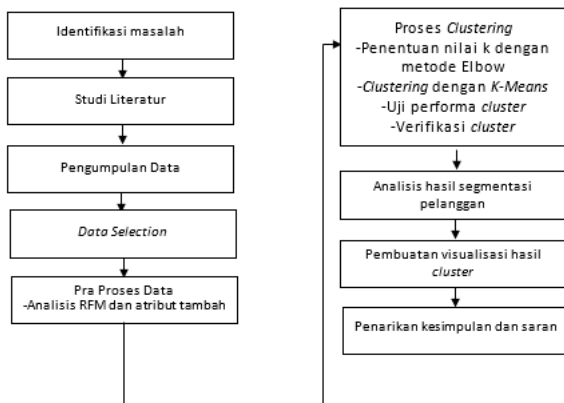 Identifikasi masalah
Studi Literatur
Pengumpulan Data
Data Selection
Pra Proses Data
-Analisis RFM dan atribut tambah
Proses Clustering
-Penentuan nilai k dengan
metode Elbow
-Clustering dengan K-Means
-Uji performa cluster
-Verifikasi cluster
Analisis hasil segmentasi
pelanggan
Pembuatan visualisasi hasil
cluster
Penarikan kesimpulan dan saran